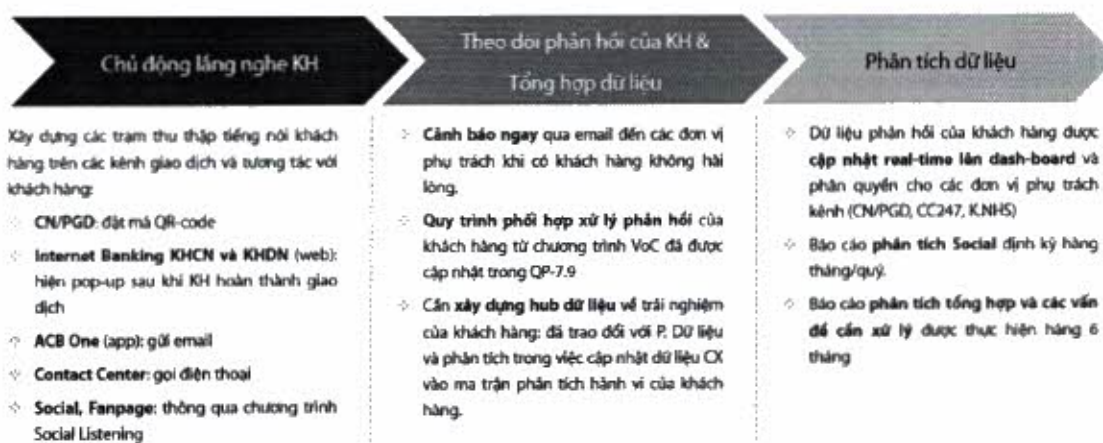 Chủ động lắng nghe KH
Xây dựng các trạm thu thập tiếng nói khách
hàng trên các kênh giao dịch và tương tác với
khách hàng:
CN/PGD: đặt mã QR-code
Internet Banking KHCN và KHDN (web):
hiện pop-up sau khi KH hoàn thành giao
dịch
ACB One (app): gửi email
Contact Center: gọi điện thoại
Social, Fanpage: thông qua chương trình
Social Listening
Theo dõi phản hồi của KH &
Tổng hợp dữ liệu
Cảnh báo ngay qua email đến các đơn vị
phụ trách khi có khách hàng không hài
lòng.
Quy trình phối hợp xử lý phản hồi của
khách hàng từ chương trình VoC đã được
cập nhật trong QP-7.9
Cần xây dựng hub dữ liệu về trải nghiệm
của khách hàng: đã trao đổi với P. Dữ liệu
và phân tích trong việc cập nhật dữ liệu CX
vào ma trận phân tích hành vi của khách
hàng.
Phân tích dữ liệu
Dữ liệu phản hồi của khách hàng được
cập nhật real-time lên dash-board và
phân quyền cho các đơn vị phụ trách
kênh (CN/PGD, CC247, K.NHS)
Báo cáo phân tích Social định kỳ hàng
tháng/quý.
Báo cáo phân tích tổng hợp và các vấn
đề cần xử lý được thực hiện hàng 6
tháng